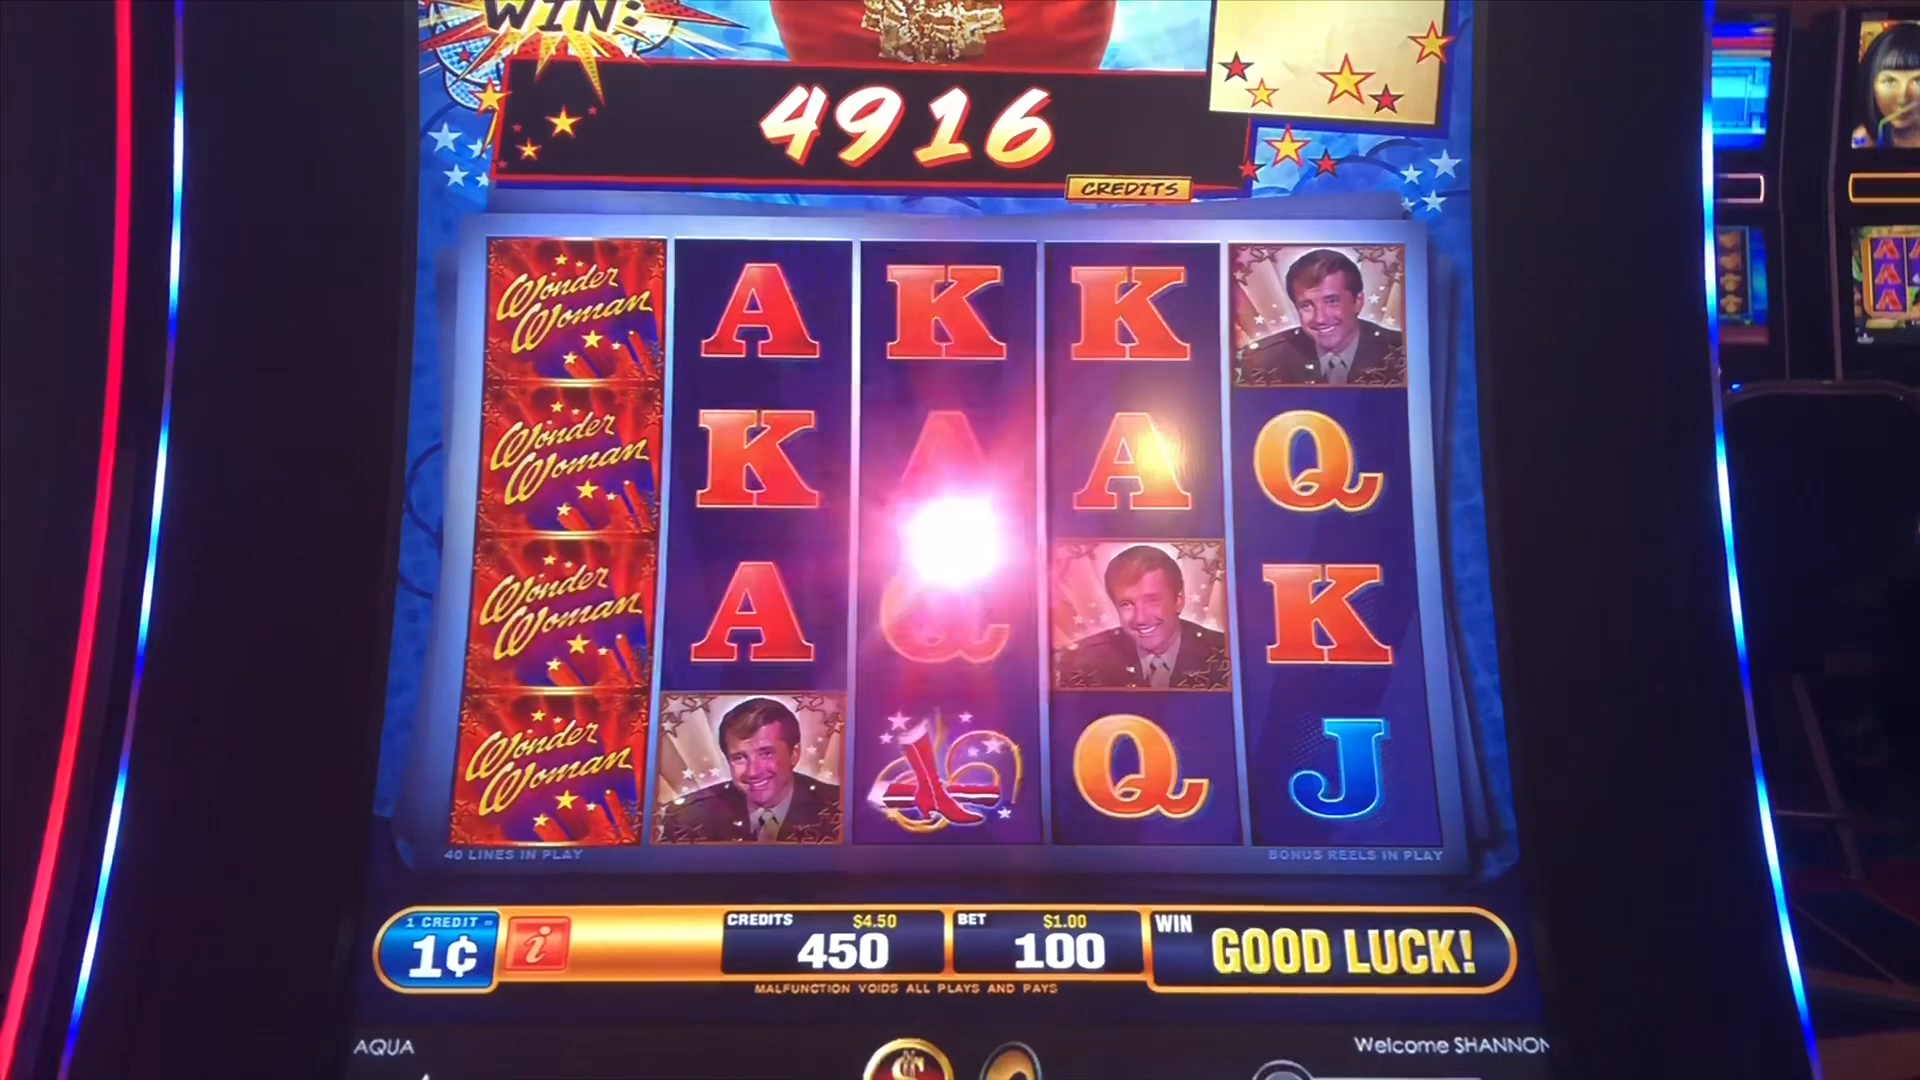 WIN:
4916
CREDITS
Wonder Woman A K K
Wonder Woman K A A Q
Wonder Woman A Q K
Wonder Woman Q J
40 LINES IN PLAY BONUS REELS IN PLAY
1 CREDIT = CREDITS $4.50 BET $1.00 WIN
1¢ i 450 100 GOOD LUCK!
MALFUNCTION VOIDS ALL PLAYS AND PAYS
AQUA Welcome SHANNON